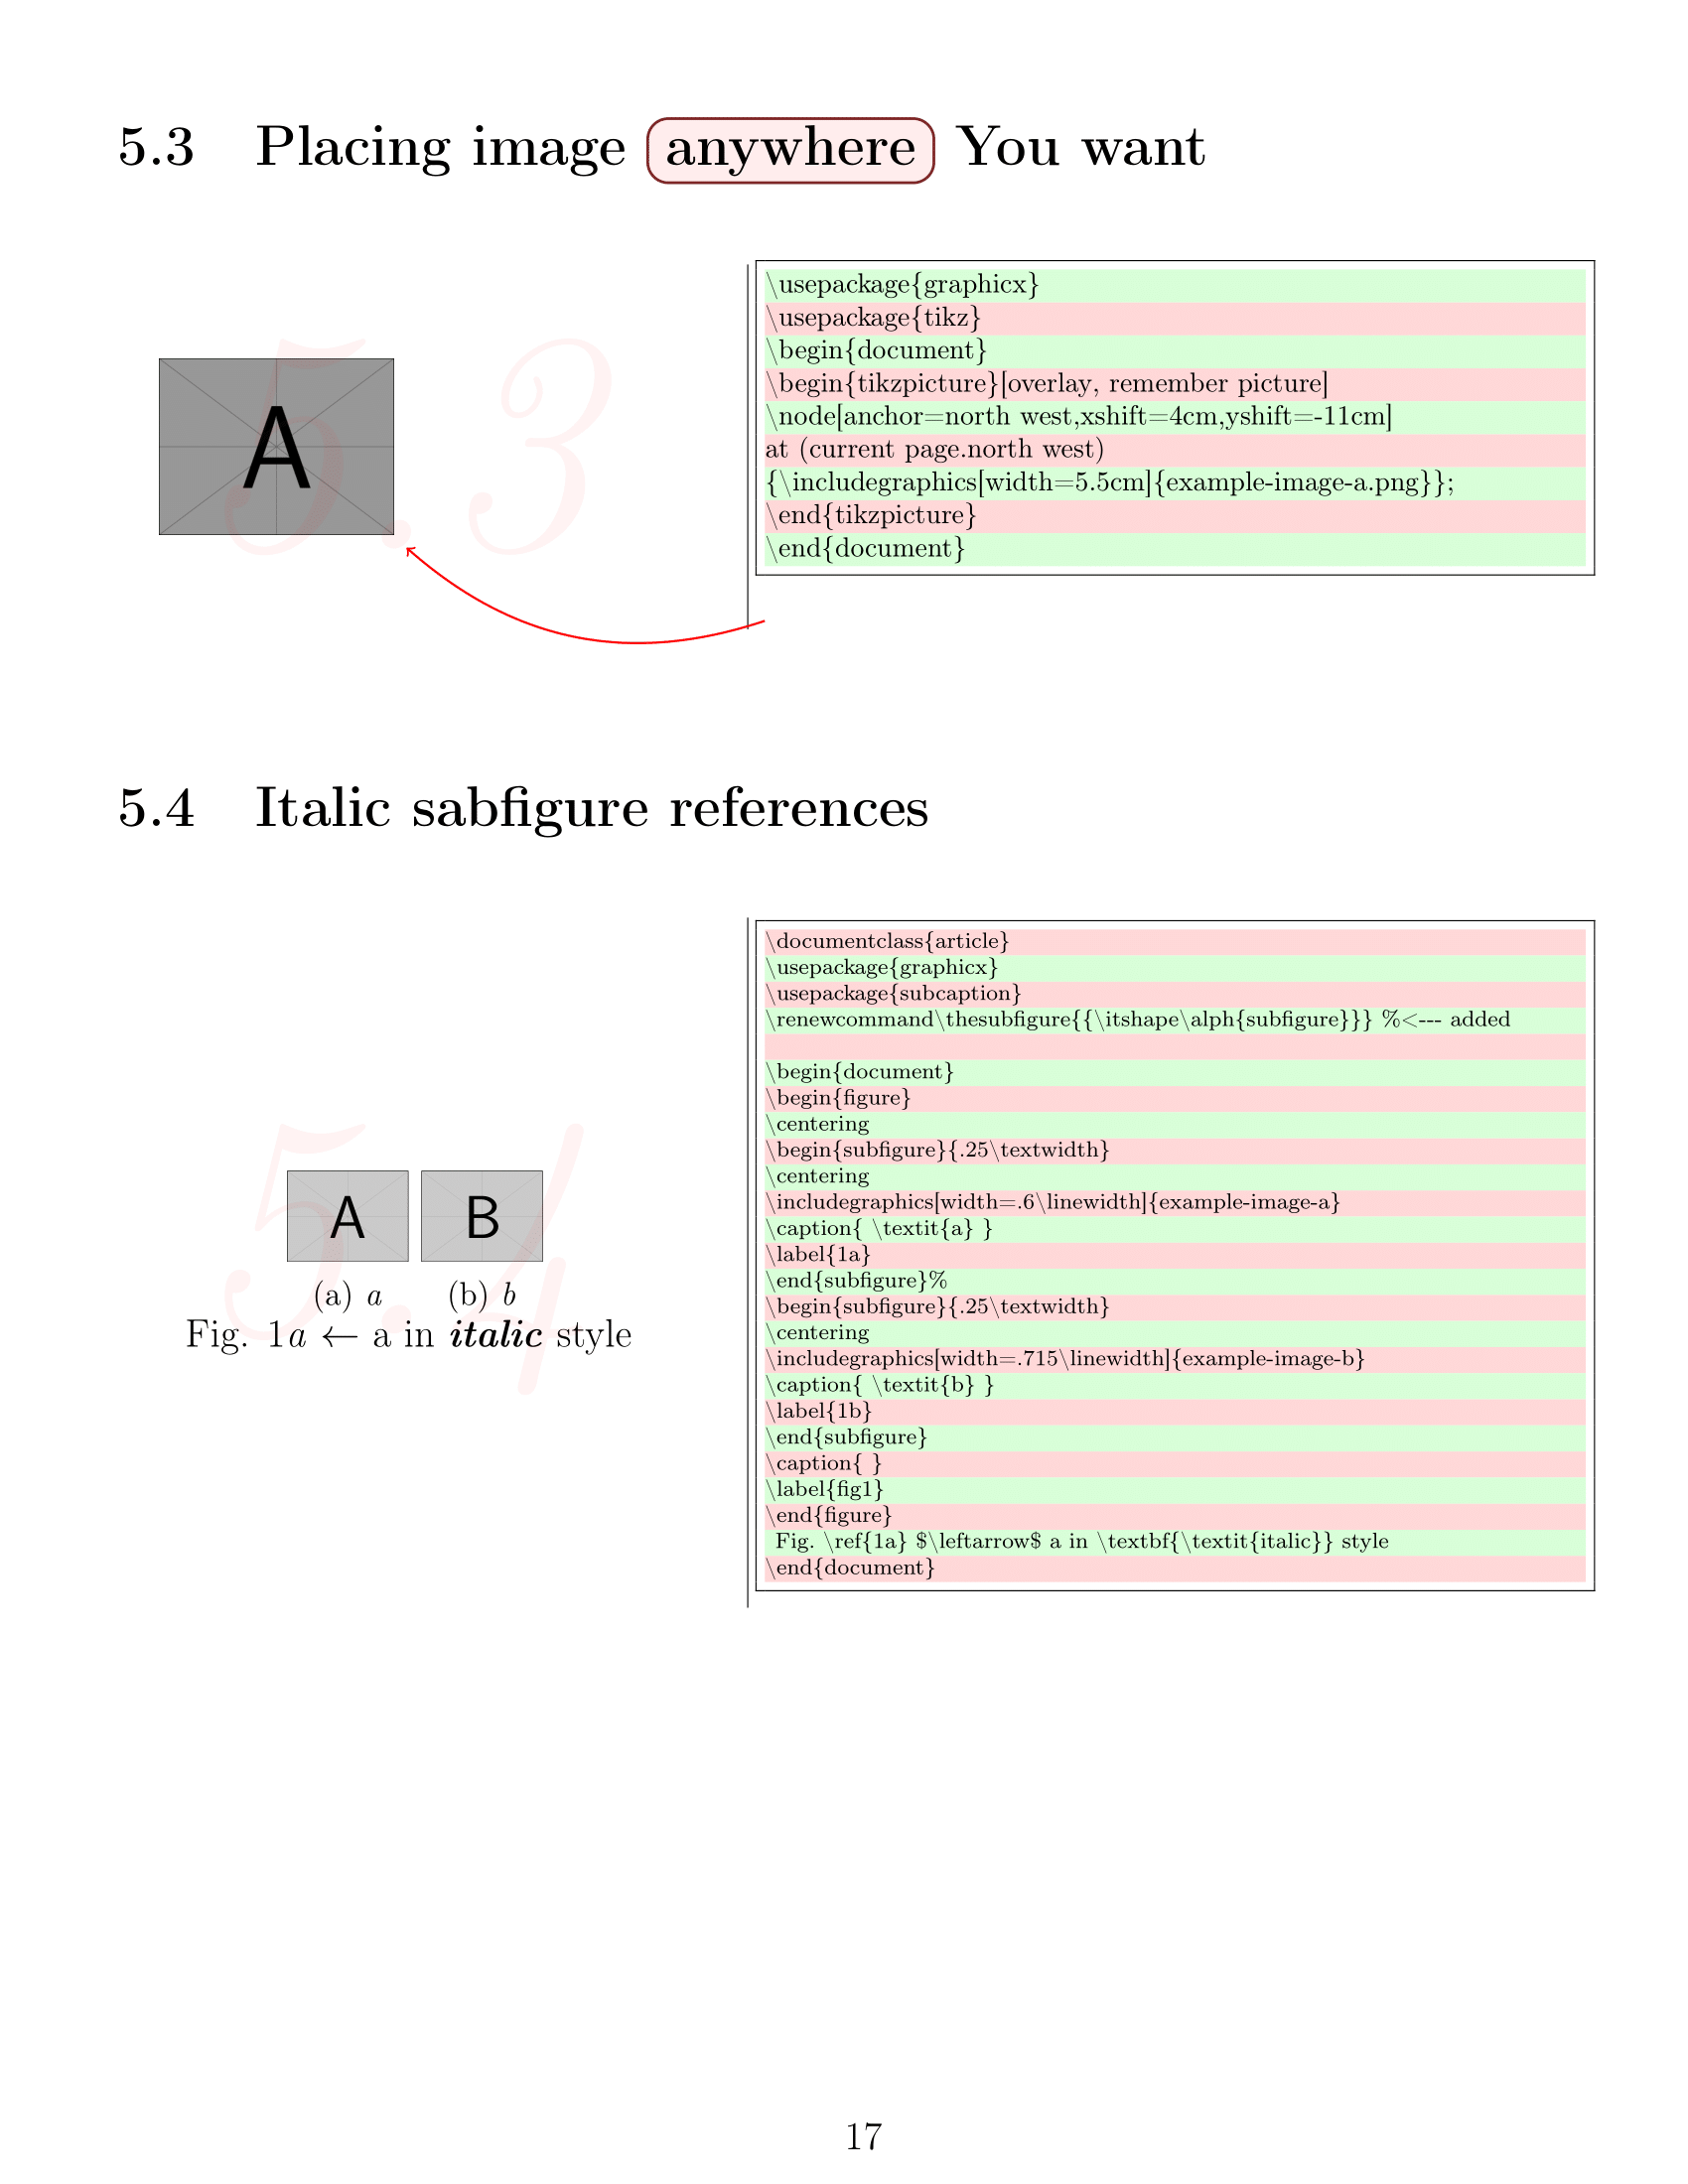 5.3 Placing image anywhere You want
5.3
A
\usepackage{graphicx}
\usepackage{tikz}
\begin{document}
\begin{tikzpicture}[overlay, remember picture]
\node[anchor=north west,xshift=4cm,yshift=-11cm]
at (current page.north west)
{\includegraphics[width=5.5cm]{example-image-a.png}};
\end{tikzpicture}
\end{document}
5.4 Italic sabfigure references
5.4
A B
(a) a (b) b
Fig. 1a ← a in italic style
\documentclass{article}
\usepackage{graphicx}
\usepackage{subcaption}
\renewcommand\thesubfigure{{\itshape\alph{subfigure}}} %<--- added
\begin{document}
\begin{figure}
\centering
\begin{subfigure}{.25\textwidth}
\centering
\includegraphics[width=.6\linewidth]{example-image-a}
\caption{ \textit{a} }
\label{1a}
\end{subfigure}%
\begin{subfigure}{.25\textwidth}
\centering
\includegraphics[width=.715\linewidth]{example-image-b}
\caption{ \textit{b} }
\label{1b}
\end{subfigure}
\caption{ }
\label{fig1}
\end{figure}
Fig. \ref{1a} $\leftarrow$ a in \textbf{\textit{italic}} style
\end{document}
17